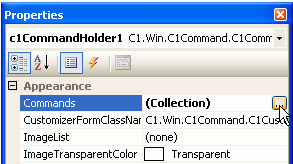 Properties
c1CommandHolder1 C1.Win.C1Command.C1Comm
Appearance
Commands (Collection)
CustomizerFormClassNar C1.Win.C1Command.C1Cus
ImageList (none)
ImageTransparentColor Transparent